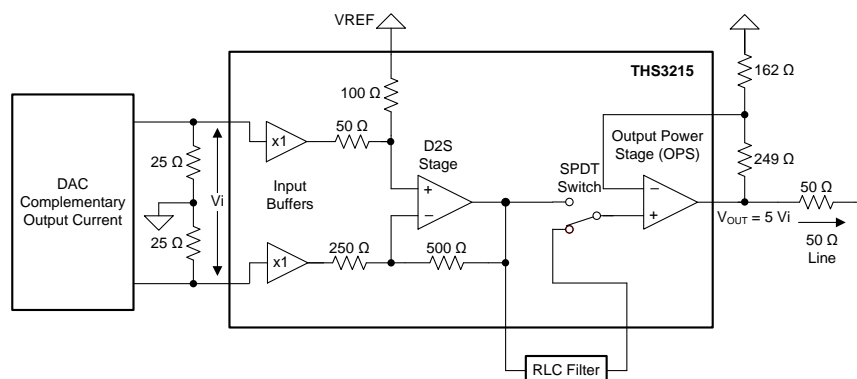 VREF
THS3215
162 Ω
100 Ω
50 Ω
x1
D2S
Stage
Output Power
Stage (OPS)
249 Ω
25 Ω
SPDT
Switch
50 Ω
DAC
Complementary
Output Current
Vi
Input
Buffers
+
−
−
+
VOUT = 5 Vi
50 Ω
Line
25 Ω
x1
250 Ω
500 Ω
RLC Filter